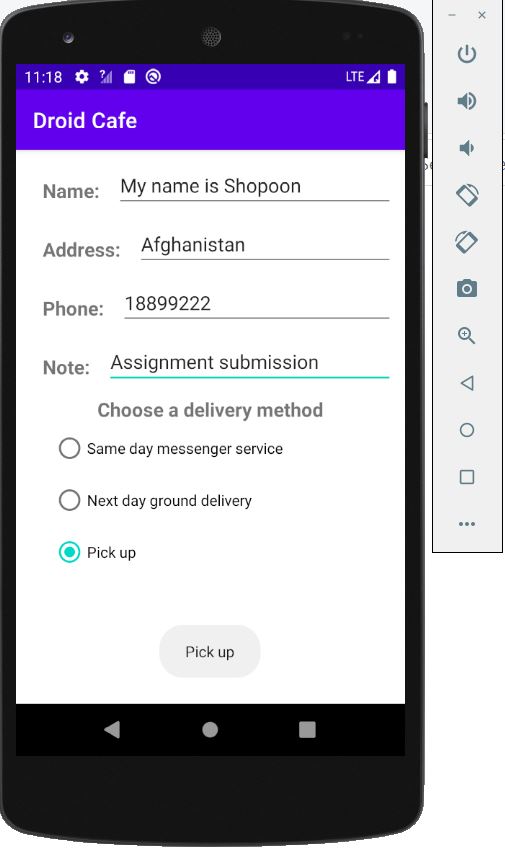 11:18 LTE
Droid Cafe
Name: My name is Shopoon
Address: Afghanistan
Phone: 18899222
Note: Assignment submission
Choose a delivery method
Same day messenger service
Next day ground delivery
Pick up
Pick up